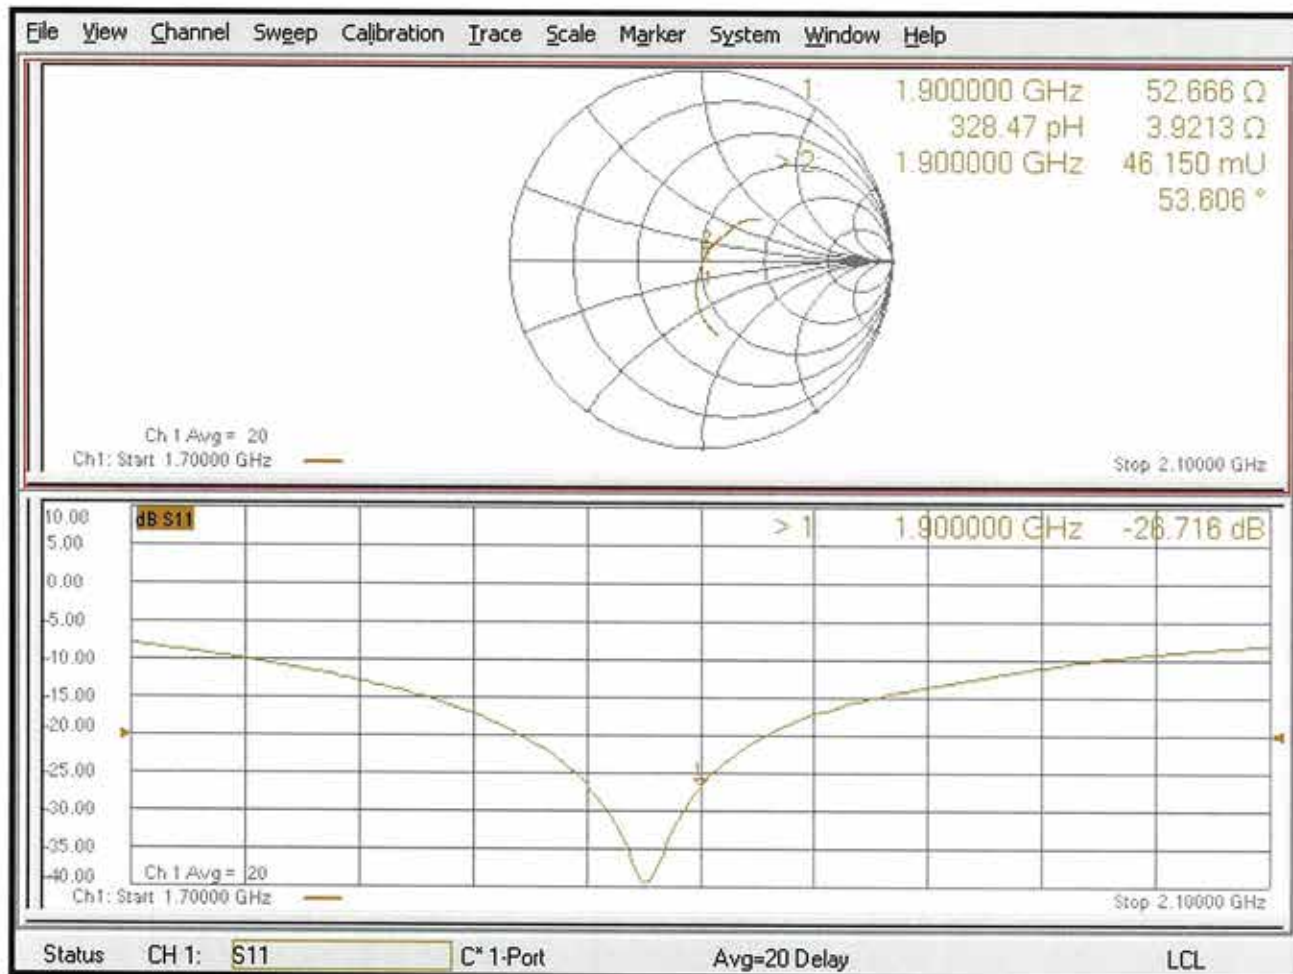 File View Channel Sweep Calibration Trace Scale Marker System Window Help
1 1.900000 GHz 52.666 Ω
328.47 pH 3.9213 Ω
> 2 1.900000 GHz 46.150 mU
53.606 °
Ch 1 Avg = 20
Ch1: Start 1.70000 GHz
Stop 2.10000 GHz
10.00
dB S11
> 1 1.900000 GHz -26.716 dB
5.00
0.00
-5.00
-10.00
-15.00
-20.00
-25.00
-30.00
-35.00
-40.00
Ch 1 Avg = 20
Ch1: Start 1.70000 GHz
Stop 2.10000 GHz
Status CH 1: S11 C* 1-Port Avg=20 Delay LCL